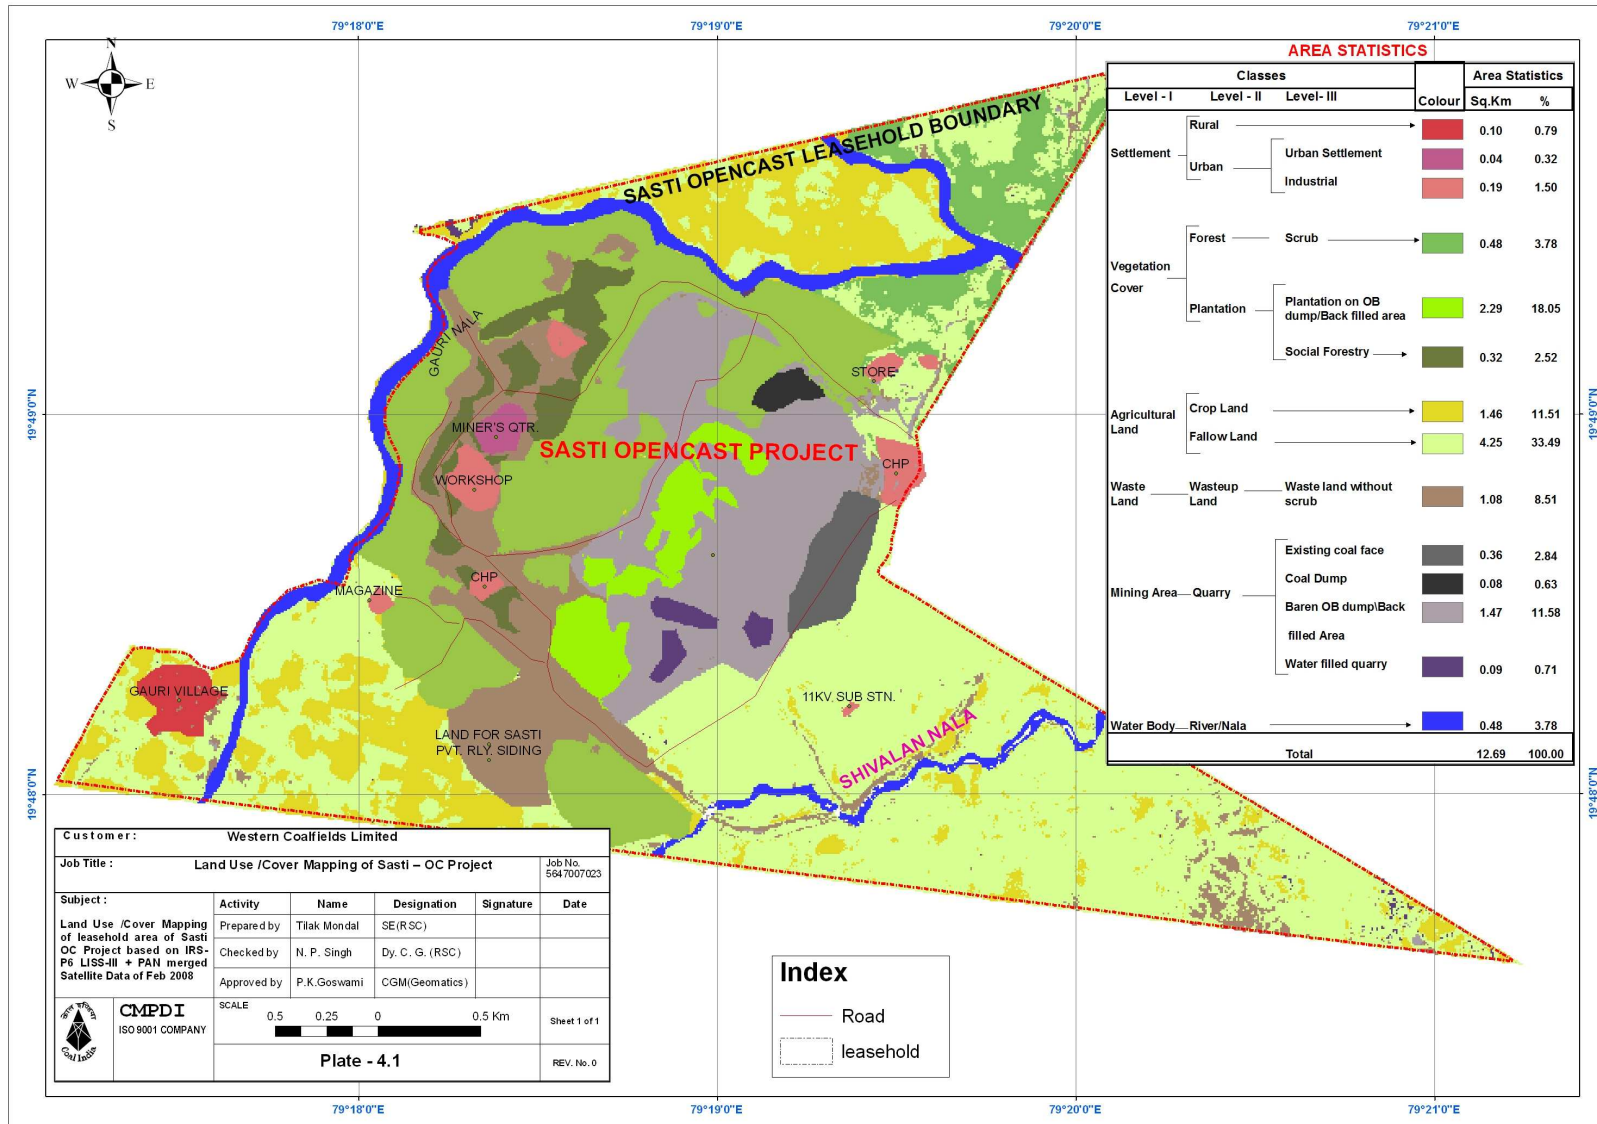 79°18'0"E 79°19'0"E 79°20'0"E 79°21'0"E
N
W E
S
AREA STATISTICS
Classes Area Statistics
Level - I Level - II Level- III Colour Sq.Km %
Rural 0.10 0.79
Settlement
Urban
Urban Settlement 0.04 0.32
Industrial 0.19 1.50
Forest Scrub 0.48 3.78
Vegetation
Cover
Plantation
Plantation on OB
dump/Back filled area 2.29 18.05
Social Forestry 0.32 2.52
Agricultural
Land
Crop Land 1.46 11.51
Fallow Land 4.25 33.49
Waste
Land
Wasteup
Land
Waste land without
scrub 1.08 8.51
Existing coal face 0.36 2.84
Coal Dump 0.08 0.63
Mining Area Quarry
Baren OB dump\Back 1.47 11.58
filled Area
Water filled quarry 0.09 0.71
Water Body River/Nala 0.48 3.78
Total 12.69 100.00
SASTI OPENCAST LEASEHOLD BOUNDARY
GAURI NALA
STORE
19°49'0"N 19°49'0"N
MINER'S QTR.
SASTI OPENCAST PROJECT
CHP
WORKSHOP
CHP
MAGAZINE
GAURI VILLAGE
11KV. SUB STN.
LAND FOR SASTI
PVT. RLY. SIDING
SHIVALAN NALA
19°48'0"N 19°48'0"N
Customer: Western Coalfields Limited
Job Title : Land Use /Cover Mapping of Sasti – OC Project
Job No.
5647007023
Subject :
Land Use /Cover Mapping
of leasehold area of Sasti
OC Project based on IRS-
P6 LISS-III + PAN merged
Satellite Data of Feb 2008
Activity Name Designation Signature Date
Prepared by Tilak Mondal SE(RSC)
Checked by N. P. Singh Dy. C. G. (RSC)
Approved by P.K.Goswami CGM(Geomatics)
Coal India
CMPDI
ISO 9001 COMPANY
SCALE
0.5 0.25 0 0.5 Km
Sheet 1 of 1
Plate - 4.1
REV. No. 0
Index
Road
leasehold
79°18'0"E 79°19'0"E 79°20'0"E 79°21'0"E